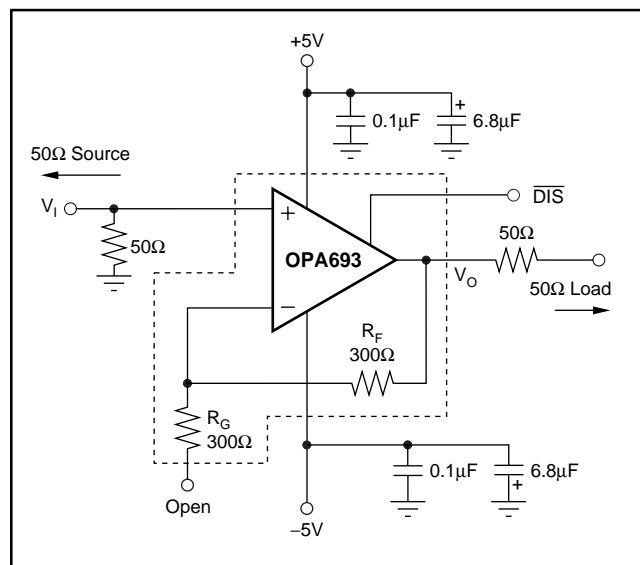 +5V
+
0.1µF
6.8µF
50Ω Source
DIS
V_I
+
50Ω
OPA693
50Ω
−
V_O
50Ω Load
R_F
300Ω
R_G
300Ω
0.1µF
6.8µF
+
Open
−5V